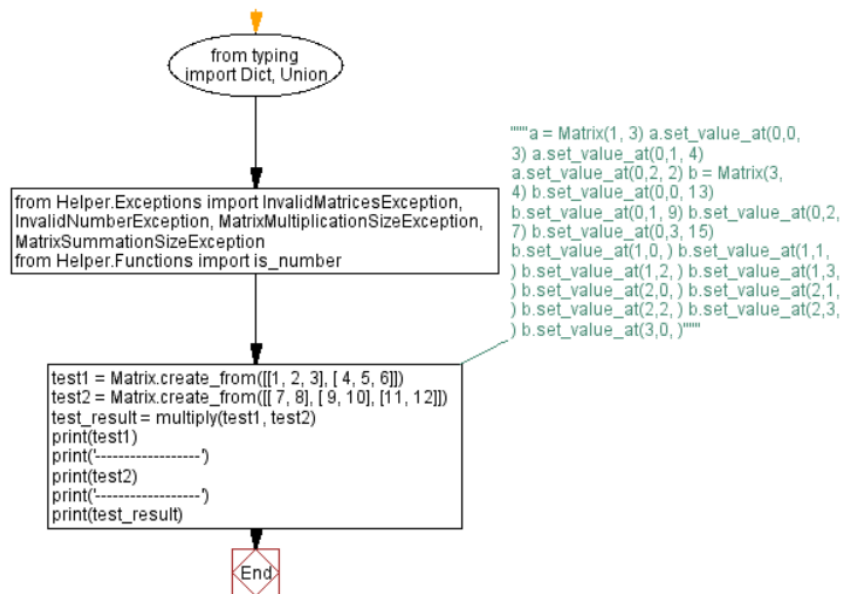 from typing
import Dict, Union
"""a = Matrix(1, 3) a.set_value_at(0,0,
3) a.set_value_at(0,1, 4)
a.set_value_at(0,2, 2) b = Matrix(3,
4) b.set_value_at(0,0, 13)
b.set_value_at(0,1, 9) b.set_value_at(0,2,
7) b.set_value_at(0,3, 15)
b.set_value_at(1,0, ) b.set_value_at(1,1,
) b.set_value_at(1,2, ) b.set_value_at(1,3,
) b.set_value_at(2,0, ) b.set_value_at(2,1,
) b.set_value_at(2,2, ) b.set_value_at(2,3,
) b.set_value_at(3,0, )"""
from Helper.Exceptions import InvalidMatricesException,
InvalidNumberException, MatrixMultiplicationSizeException,
MatrixSummationSizeException
from Helper.Functions import is_number
test1 = Matrix.create_from([[1, 2, 3], [ 4, 5, 6]])
test2 = Matrix.create_from([[ 7, 8], [ 9, 10], [11, 12]])
test_result = multiply(test1, test2)
print(test1)
print('-------------------')
print(test2)
print('-------------------')
print(test_result)
End